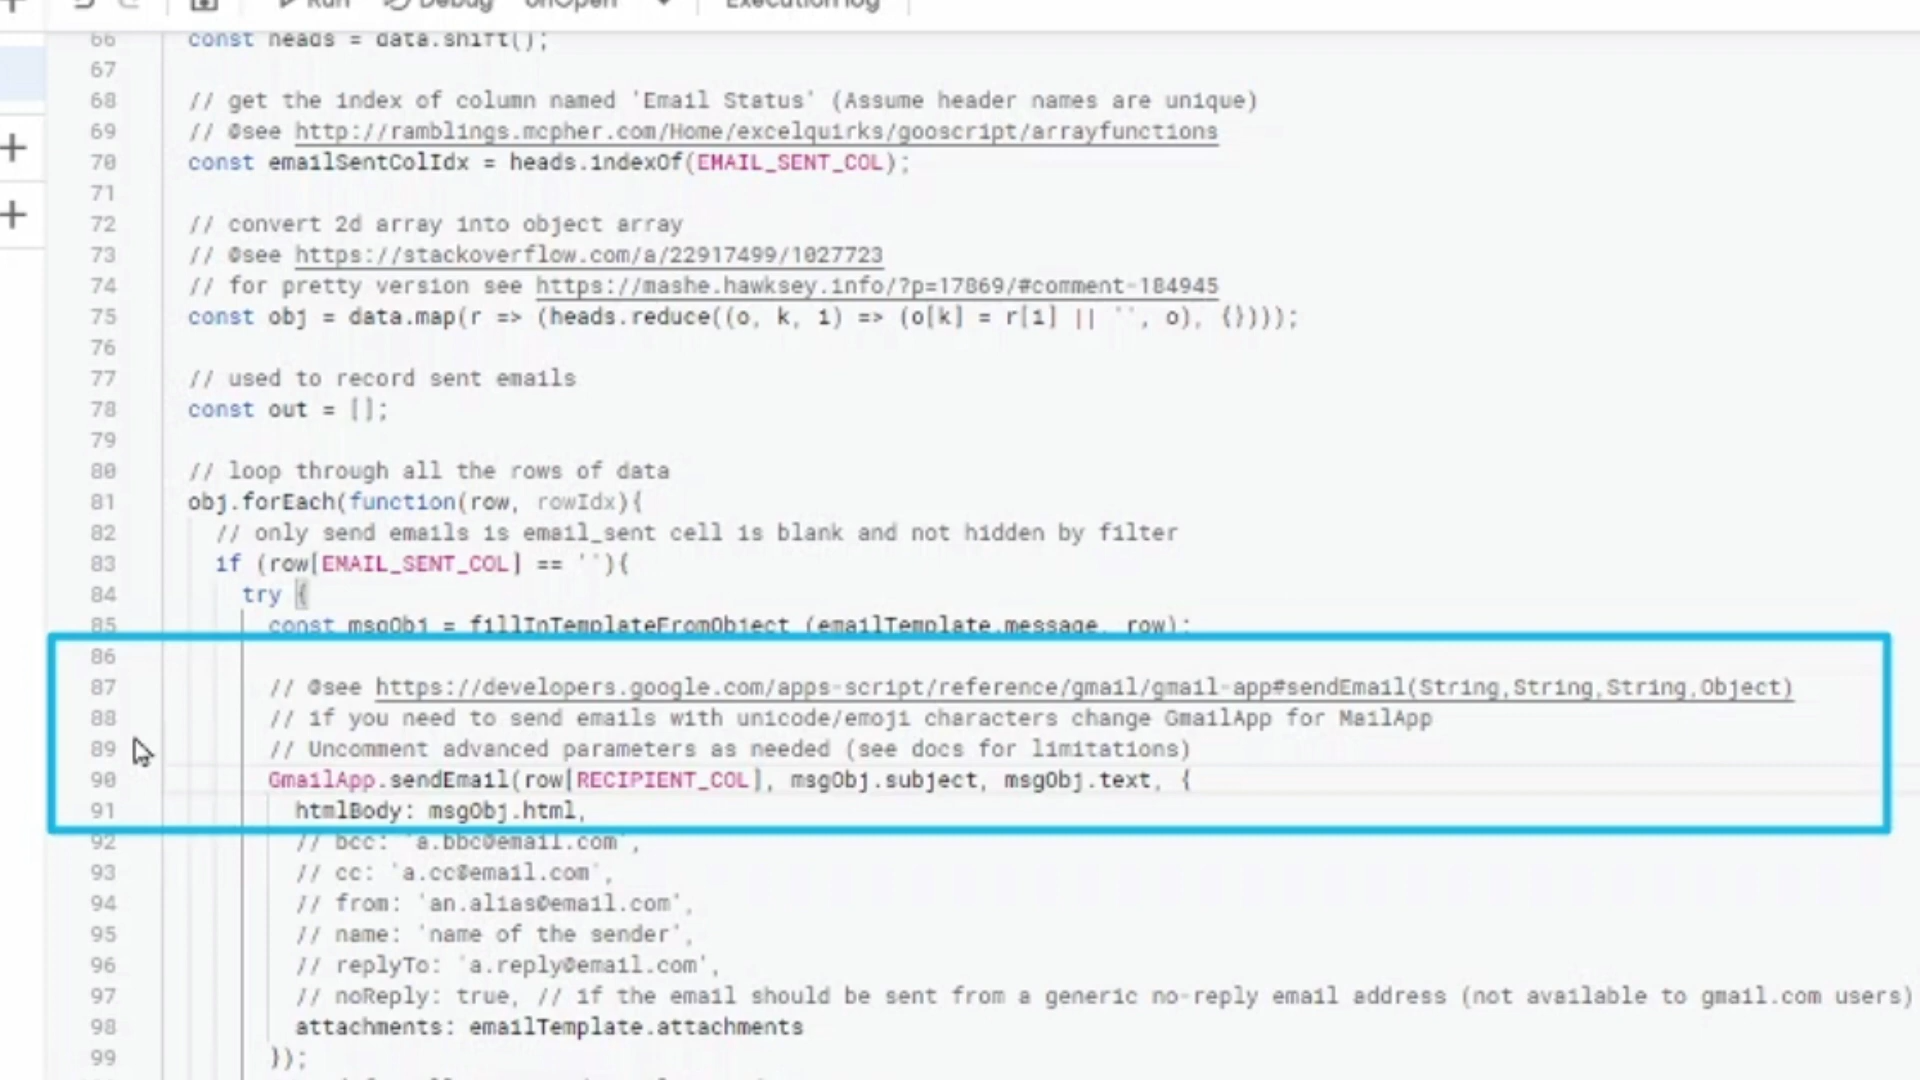 Run Debug onOpen Execution log
66 const heads = data.shift();
67
68 // get the index of column named 'Email Status' (Assume header names are unique)
69 // @see http://ramblings.mcpher.com/Home/excelquirks/gooscript/arrayfunctions
70 const emailSentColIdx = heads.indexOf(EMAIL_SENT_COL);
71
72 // convert 2d array into object array
73 // @see https://stackoverflow.com/a/22917499/1027723
74 // for pretty version see https://mashe.hawksey.info/?p=17869/#comment-184945
75 const obj = data.map(r => (heads.reduce((o, k, i) => (o[k] = r[i] || '', o), {})));
76
77 // used to record sent emails
78 const out = [];
79
80 // loop through all the rows of data
81 obj.forEach(function(row, rowIdx){
82 // only send emails is email_sent cell is blank and not hidden by filter
83 if (row[EMAIL_SENT_COL] == ''){
84 try {
85 const msgObj = fillInTemplateFromObject (emailTemplate.message, row);
86
87 // @see https://developers.google.com/apps-script/reference/gmail/gmail-app#sendEmail(String,String,String,Object)
88 // if you need to send emails with unicode/emoji characters change GmailApp for MailApp
89 // Uncomment advanced parameters as needed (see docs for limitations)
90 GmailApp.sendEmail(row[RECIPIENT_COL], msgObj.subject, msgObj.text, {
91 htmlBody: msgObj.html,
92 // bcc: 'a.bbc@email.com',
93 // cc: 'a.cc@email.com',
94 // from: 'an.alias@email.com',
95 // name: 'name of the sender',
96 // replyTo: 'a.reply@email.com',
97 // noReply: true, // if the email should be sent from a generic no-reply email address (not available to gmail.com users)
98 attachments: emailTemplate.attachments
99 });